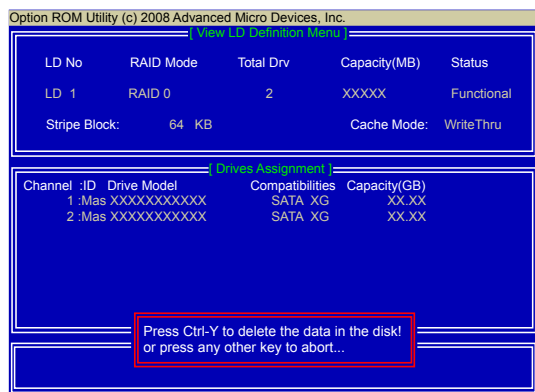 Option ROM Utility (c) 2008 Advanced Micro Devices, Inc.
[ View LD Definition Menu ]
LD No RAID Mode Total Drv Capacity(MB) Status
LD 1 RAID 0 2 XXXXX Functional
Stripe Block: 64 KB Cache Mode: WriteThru
[ Drives Assignment ]
Channel :ID Drive Model Compatibilities Capacity(GB)
1 :Mas XXXXXXXXXXX SATA XG XX.XX
2 :Mas XXXXXXXXXXX SATA XG XX.XX
Press Ctrl-Y to delete the data in the disk!
or press any other key to abort...